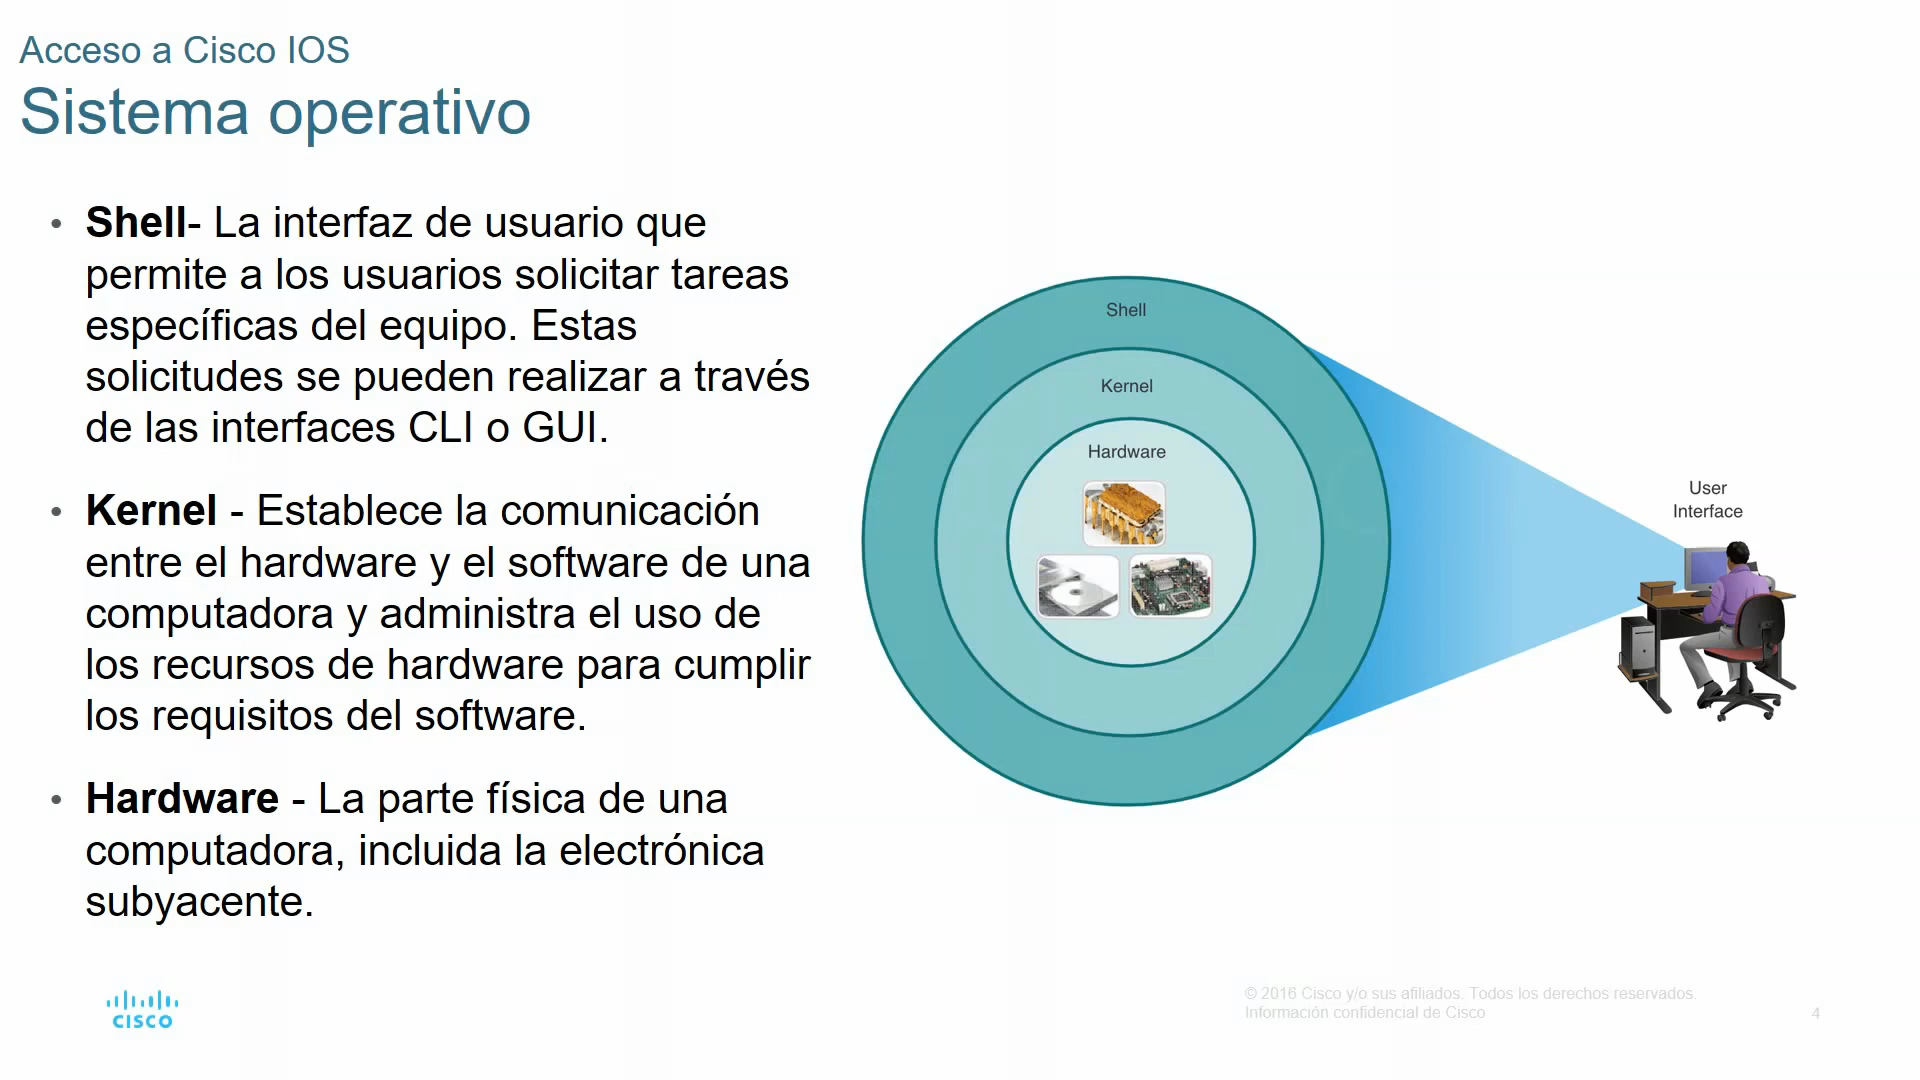 Acceso a Cisco IOS
Sistema operativo
• Shell- La interfaz de usuario que
permite a los usuarios solicitar tareas
específicas del equipo. Estas
solicitudes se pueden realizar a través
de las interfaces CLI o GUI.
• Kernel - Establece la comunicación
entre el hardware y el software de una
computadora y administra el uso de
los recursos de hardware para cumplir
los requisitos del software.
• Hardware - La parte física de una
computadora, incluida la electrónica
subyacente.
Shell
Kernel
Hardware
User
Interface
CISCO
© 2016 Cisco y/o sus afiliados. Todos los derechos reservados.
Información confidencial de Cisco
4